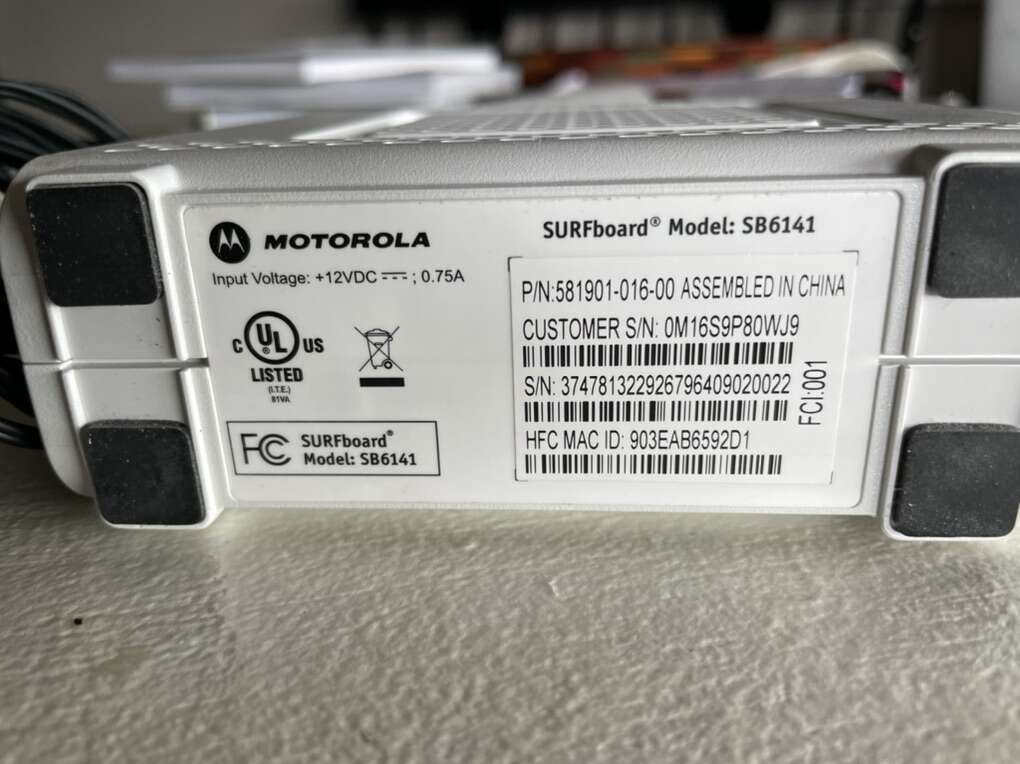 MOTOROLA
Input Voltage: +12VDC ⎓ ; 0.75A
C UL ® US
LISTED
(I.T.E.)
81VA
FC SURFboard®
Model: SB6141
SURFboard® Model: SB6141
P/N:581901-016-00 ASSEMBLED IN CHINA
CUSTOMER S/N: 0M16S9P80WJ9
S/N: 374781322926796409020022
HFC MAC ID: 903EAB6592D1
FCI:001